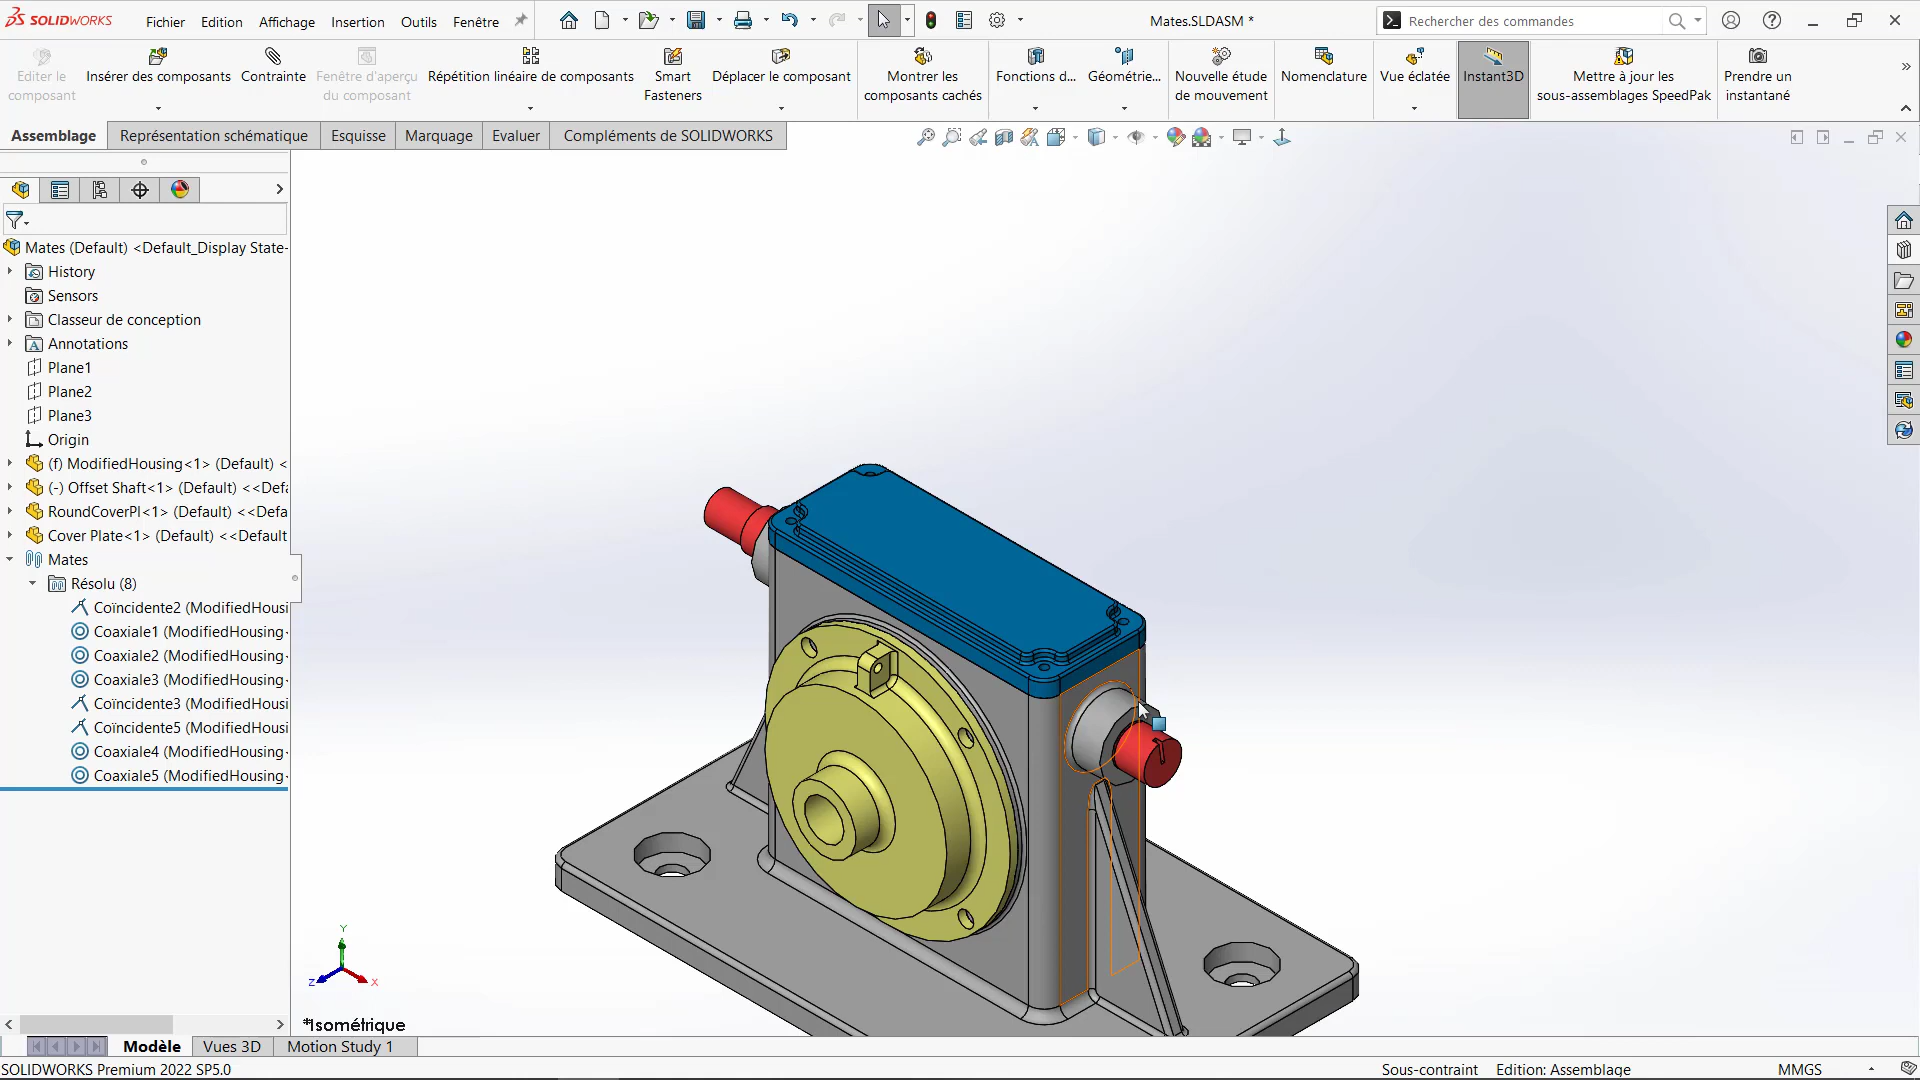 SOLIDWORKS
Fichier Edition Affichage Insertion Outils Fenêtre
Mates.SLDASM *
Rechercher des commandes
Editer le composant
Insérer des composants
Contrainte
Fenêtre d'aperçu du composant
Répétition linéaire de composants
Smart Fasteners
Déplacer le composant
Montrer les composants cachés
Fonctions d...
Géométrie...
Nouvelle étude de mouvement
Nomenclature
Vue éclatée
Instant3D
Mettre à jour les sous-assemblages SpeedPak
Prendre un instantané
Assemblage Représentation schématique Esquisse Marquage Evaluer Compléments de SOLIDWORKS
Mates (Default) <Default_Display State-
History
Sensors
Classeur de conception
Annotations
Plane1
Plane2
Plane3
Origin
(f) ModifiedHousing<1> (Default) <
(-) Offset Shaft<1> (Default) <<Defa
RoundCoverPl<1> (Default) <<Defa
Cover Plate<1> (Default) <<Default
Mates
Résolu (8)
Coïncidente2 (ModifiedHousi
Coaxiale1 (ModifiedHousing
Coaxiale2 (ModifiedHousing
Coaxiale3 (ModifiedHousing
Coïncidente3 (ModifiedHousi
Coïncidente5 (ModifiedHousi
Coaxiale4 (ModifiedHousing
Coaxiale5 (ModifiedHousing
Y
Z
X
*Isométrique
Modèle Vues 3D Motion Study 1
SOLIDWORKS Premium 2022 SP5.0
Sous-contraint Edition: Assemblage MMGS